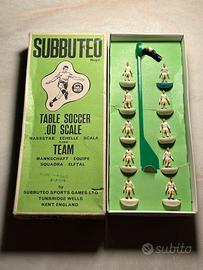 SUBBUTEO
Regd.
TABLE SOCCER
.00 SCALE
MASSSTAB · ECHELLE · SCALA
TEAM
MANNSCHAFT · EQUIPE
SQUADRA · ELFTAL
by
SUBBUTEO SPORTS GAMES LTD.
TUNBRIDGE WELLS
KENT, ENGLAND
subito